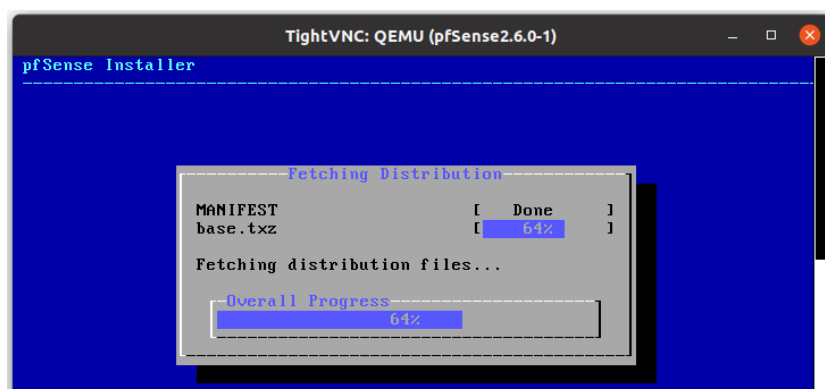 TightVNC: QEMU (pfSense2.6.0-1)
pfSense Installer
Fetching Distribution
MANIFEST [ Done ]
base.txz [ 64% ]
Fetching distribution files...
Overall Progress
64%